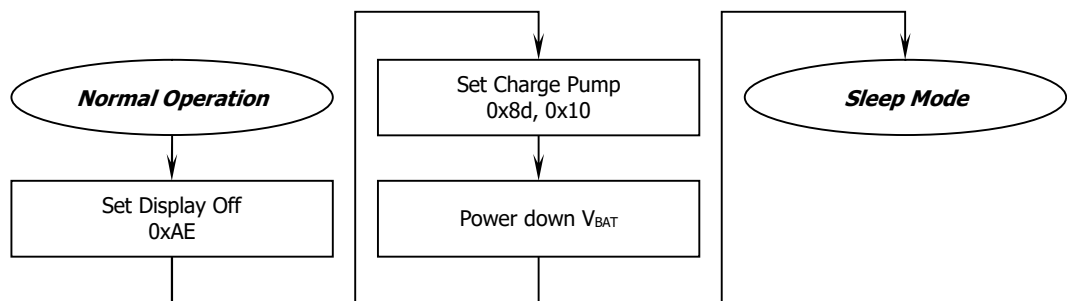 Normal Operation
Set Display Off
0xAE
Set Charge Pump
0x8d, 0x10
Power down VBAT
Sleep Mode